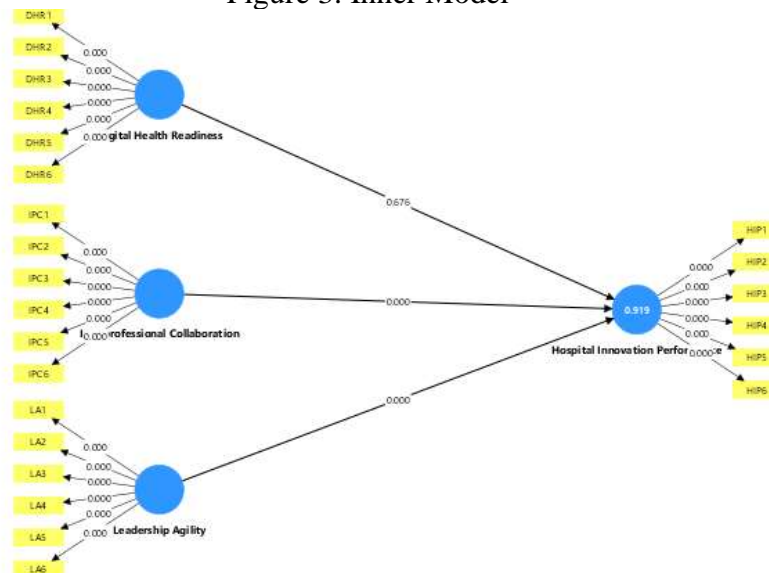 Figure 3. Inner Model
DHR1
DHR2
DHR3
DHR4
DHR5
DHR6
0.000
0.000
0.000
0.000
0.000
0.000
gital Health Readiness
0.676
IPC1
IPC2
IPC3
IPC4
IPC5
IPC6
0.000
0.000
0.000
0.000
0.000
0.000
rofessional Collaboration
0.000
LA1
LA2
LA3
LA4
LA5
LA6
0.000
0.000
0.000
0.000
0.000
0.000
Leadership Agility
0.000
0.919
Hospital Innovation Perfor
0.000
0.000
0.000
0.000
0.000
0.000
HIP1
HIP2
HIP3
HIP4
HIP5
HIP6